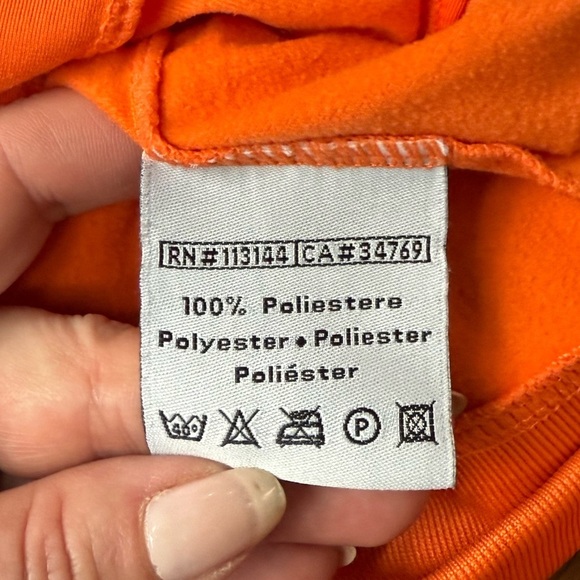 RN#113144 CA#34769
100% Poliestere
Polyester • Poliester
Poliéster
P